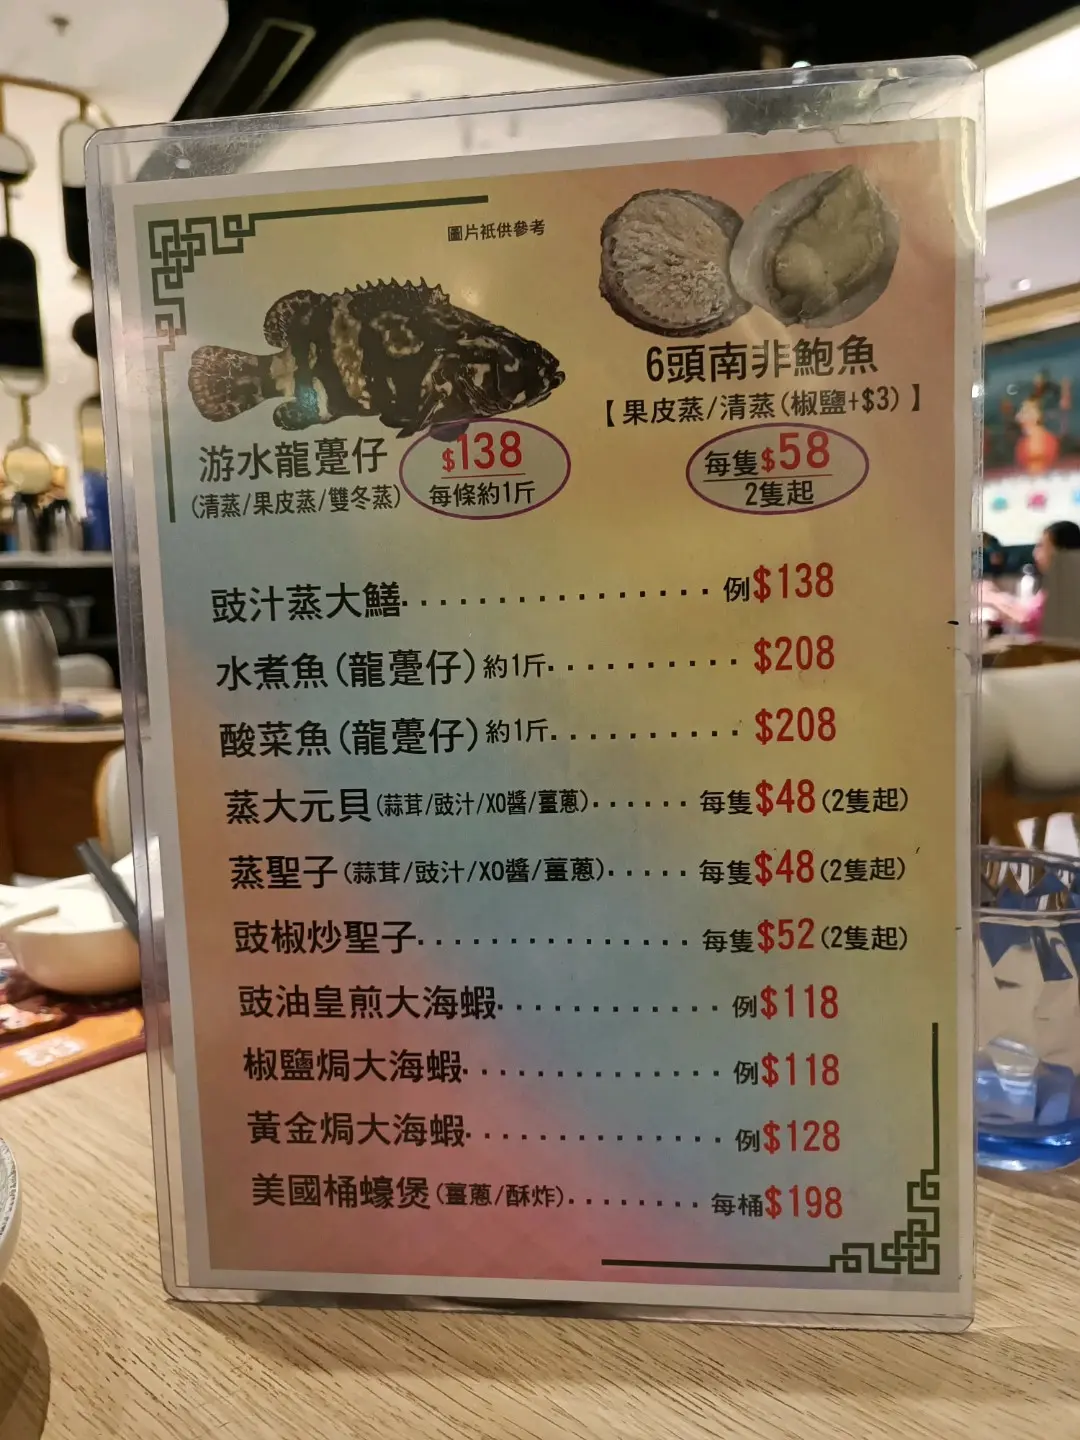 圖片祇供參考
游水龍躉仔
(清蒸/果皮蒸/雙冬蒸)
$138
每條約1斤
6頭南非鮑魚
【果皮蒸/清蒸(椒鹽+$3)】
每隻$58
2隻起
豉汁蒸大鱔................例$138
水煮魚(龍躉仔)約1斤...........$208
酸菜魚(龍躉仔)約1斤...........$208
蒸大元貝(蒜茸/豉汁/XO醬/薑蔥)......每隻$48(2隻起)
蒸聖子(蒜茸/豉汁/XO醬/薑蔥).....每隻$48(2隻起)
豉椒炒聖子...............每隻$52(2隻起)
豉油皇煎大海蝦.............例$118
椒鹽焗大海蝦...............例$118
黃金焗大海蝦...............例$128
美國桶蠔煲(薑蔥/酥炸)........每桶$198